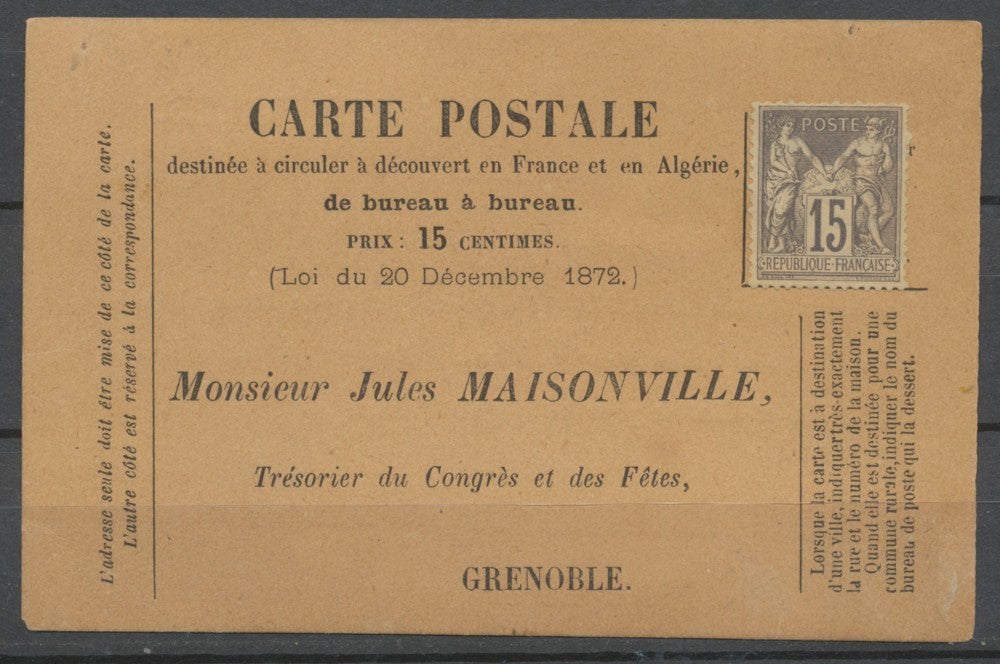 CARTE POSTALE
destinée à circuler à découvert en France et en Algérie,
de bureau à bureau.
PRIX : 15 CENTIMES.
(Loi du 20 Décembre 1872.)
POSTE
15
RÉPUBLIQUE FRANÇAISE
r
L'adresse seule doit être mise de ce côté de la carte.
L'autre côté est réservé à la correspondance.
Monsieur Jules MAISONVILLE,
Trésorier du Congrès et des Fêtes,
GRENOBLE.
Lorsque la carte est à destination
d'une ville, indiquer très-exactement
la rue et le numéro de la maison.
Quand elle est destinée pour une
commune rurale, indiquer le nom du
bureau de poste qui la dessert.